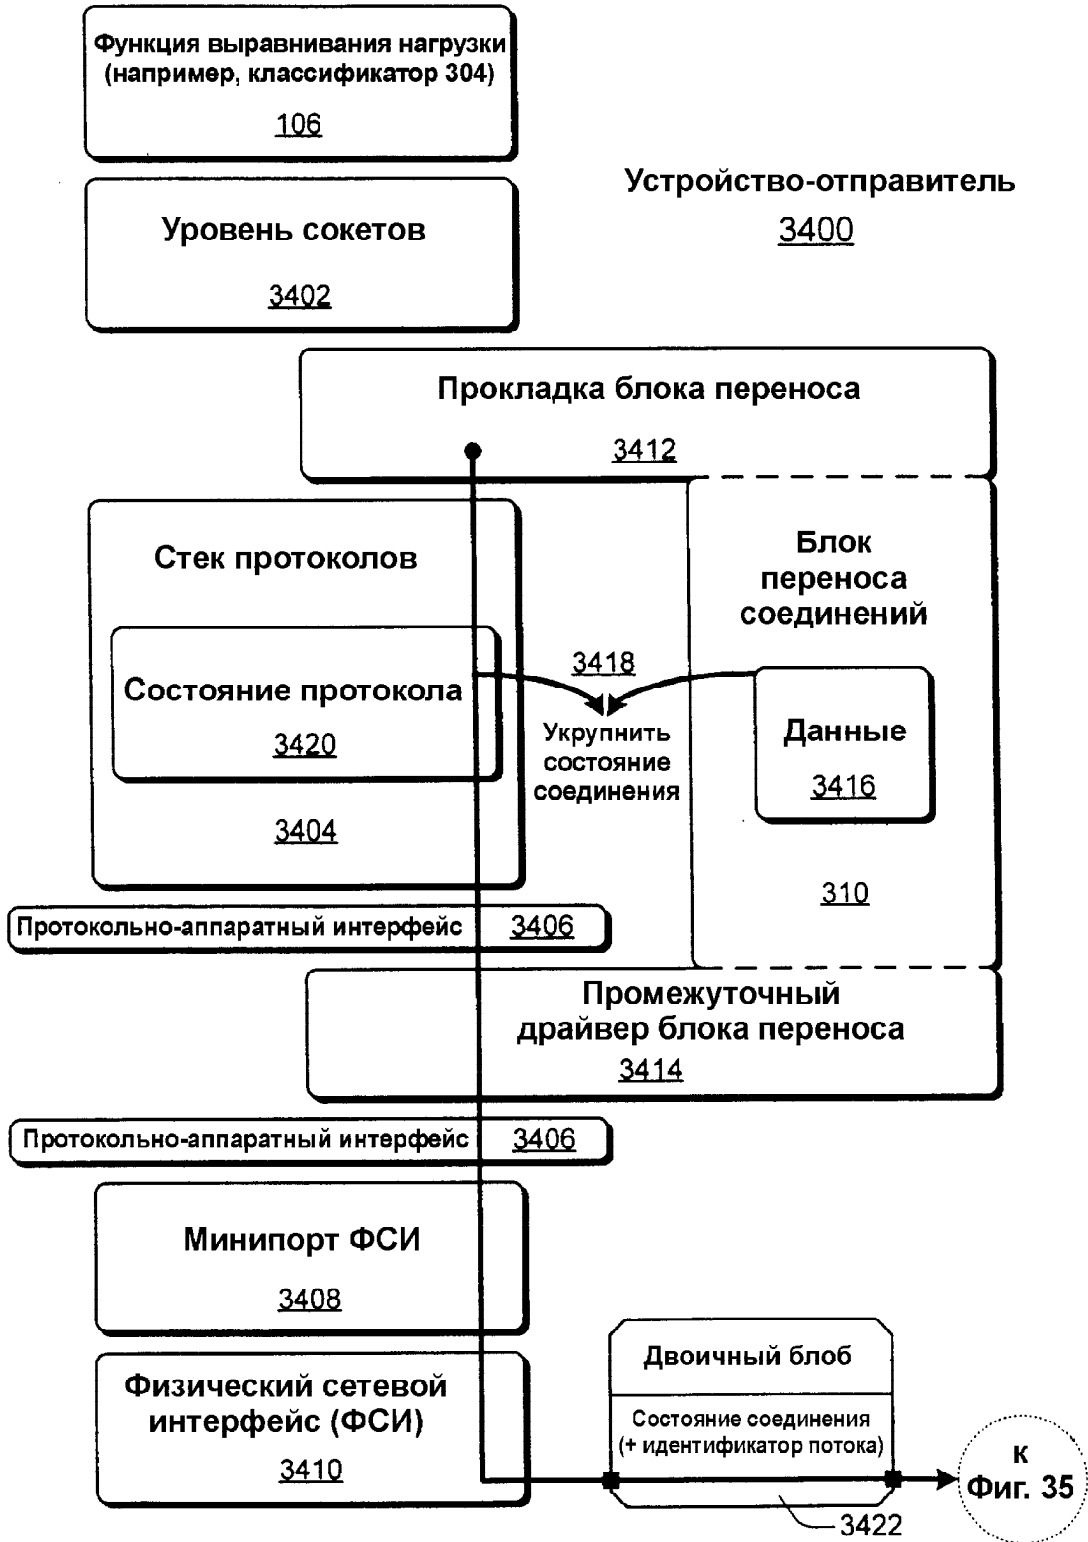 Функция выравнивания нагрузки
(например, классификатор 304)
106
Устройство-отправитель
3400
Уровень сокетов
3402
Прокладка блока переноса
3412
Стек протоколов
Блок
переноса
соединений
3418
Состояние протокола
3420
Укрупнить
состояние
соединения
Данные
3416
3404
310
Протокольно-аппаратный интерфейс 3406
Промежуточный
драйвер блока переноса
3414
Протокольно-аппаратный интерфейс 3406
Минипорт ФСИ
3408
Физический сетевой
интерфейс (ФСИ)
3410
Двоичный блоб
Состояние соединения
(+ идентификатор потока)
3422
К
Фиг. 35